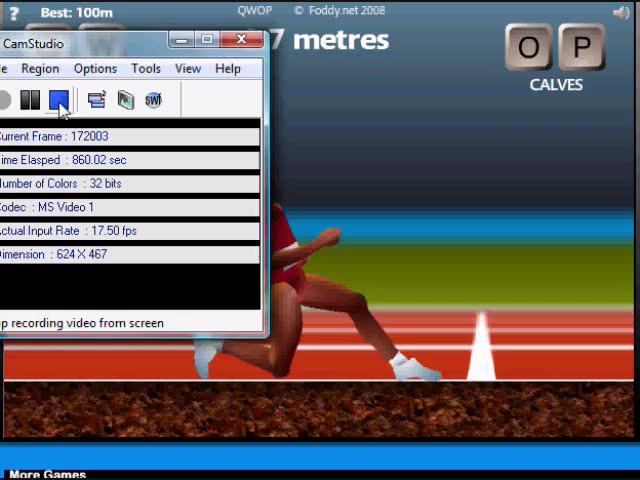 ? Best: 100m QWOP © Foddy.net 2008
7 metres
O P
CALVES
CamStudio
Region Options Tools View Help
Current Frame : 172003
Time Elasped : 860.02 sec
Number of Colors : 32 bits
Codec : MS Video 1
Actual Input Rate : 17.50 fps
Dimension : 624 X 467
recording video from screen
More Games